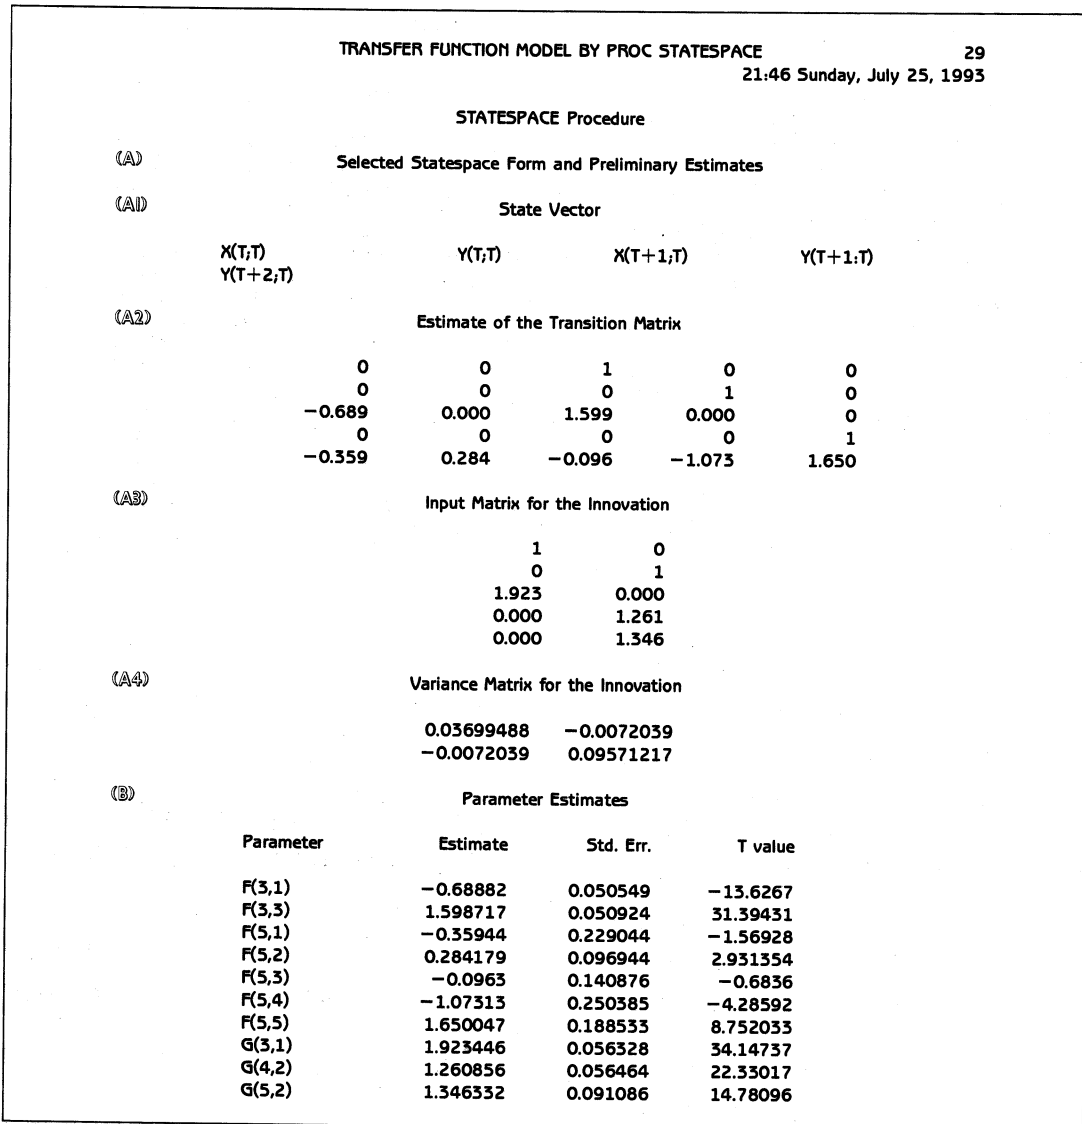 TRANSFER FUNCTION MODEL BY PROC STATESPACE 29
21:46 Sunday, July 25, 1993
STATESPACE Procedure
(A) Selected Statespace Form and Preliminary Estimates
(A1) State Vector
X(T;T) Y(T;T) X(T+1;T) Y(T+1:T)
Y(T+2;T)
(A2) Estimate of the Transition Matrix
0 0 1 0 0
0 0 0 1 0
−0.689 0.000 1.599 0.000 0
0 0 0 0 1
−0.359 0.284 −0.096 −1.073 1.650
(A3) Input Matrix for the Innovation
1 0
0 1
1.923 0.000
0.000 1.261
0.000 1.346
(A4) Variance Matrix for the Innovation
0.03699488 −0.0072039
−0.0072039 0.09571217
(B) Parameter Estimates
Parameter Estimate Std. Err. T value
F(3,1) −0.68882 0.050549 −13.6267
F(3,3) 1.598717 0.050924 31.39431
F(5,1) −0.35944 0.229044 −1.56928
F(5,2) 0.284179 0.096944 2.931354
F(5,3) −0.0963 0.140876 −0.6836
F(5,4) −1.07313 0.250385 −4.28592
F(5,5) 1.650047 0.188533 8.752033
G(3,1) 1.923446 0.056328 34.14737
G(4,2) 1.260856 0.056464 22.33017
G(5,2) 1.346332 0.091086 14.78096